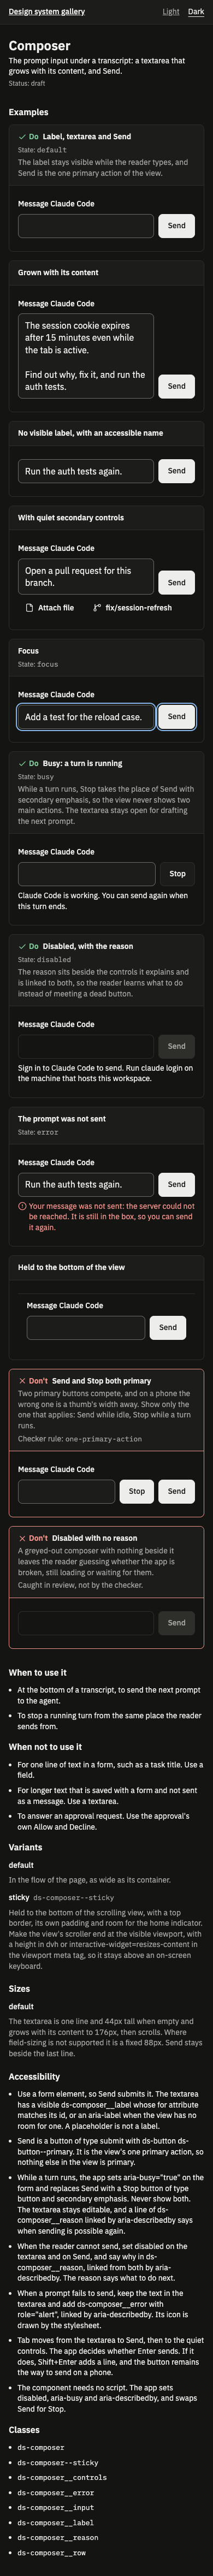 Design system gallery
Light
Dark
Composer
The prompt input under a transcript: a textarea
that grows with its content, and Send.
Status: draft
Examples
Do Label, textarea and Send
State: default
The label stays visible while the reader types, and
Send is the one primary action of the view.
Message Claude Code
Send
Grown with its content
Message Claude Code
The session cookie expires
after 15 minutes even while
the tab is active.
Find out why, fix it, and run the
auth tests.
Send
No visible label, with an accessible name
Run the auth tests again.
Send
With quiet secondary controls
Message Claude Code
Open a pull request for this
branch.
Send
Attach file
fix/session-refresh
Focus
State: focus
Message Claude Code
Add a test for the reload case.
Send
Do Busy: a turn is running
State: busy
While a turn runs, Stop takes the place of Send with
secondary emphasis, so the view never shows two
main actions. The textarea stays open for drafting
the next prompt.
Message Claude Code
Stop
Claude Code is working. You can send again when
this turn ends.
Do Disabled, with the reason
State: disabled
The reason sits beside the controls it explains and
is linked to both, so the reader learns what to do
instead of meeting a dead button.
Message Claude Code
Send
Sign in to Claude Code to send. Run claude login on
the machine that hosts this workspace.
The prompt was not sent
State: error
Message Claude Code
Run the auth tests again.
Send
Your message was not sent: the server could not
be reached. It is still in the box, so you can send
it again.
Held to the bottom of the view
Message Claude Code
Send
Don't Send and Stop both primary
Two primary buttons compete, and on a phone the
wrong one is a thumb's width away. Show only the
one that applies: Send while idle, Stop while a turn
runs.
Checker rule: one-primary-action
Message Claude Code
Stop
Send
Don't Disabled with no reason
A greyed-out composer with nothing beside it
leaves the reader guessing whether the app is
broken, still loading or waiting for them.
Caught in review, not by the checker.
Send
When to use it
• At the bottom of a transcript, to send the next prompt
to the agent.
• To stop a running turn from the same place the reader
sends from.
When not to use it
• For one line of text in a form, such as a task title. Use a
field.
• For longer text that is saved with a form and not sent
as a message. Use a textarea.
• To answer an approval request. Use the approval's
own Allow and Decline.
Variants
default
In the flow of the page, as wide as its container.
sticky ds-composer--sticky
Held to the bottom of the scrolling view, with a top
border, its own padding and room for the home indicator.
Make the view's scroller end at the visible viewport, with
a height in dvh or interactive-widget=resizes-content in
the viewport meta tag, so it stays above an on-screen
keyboard.
Sizes
default
The textarea is one line and 44px tall when empty and
grows with its content to 176px, then scrolls. Where
field-sizing is not supported it is a fixed 88px. Send stays
beside the last line.
Accessibility
• Use a form element, so Send submits it. The textarea
has a visible ds-composer__label whose for attribute
matches its id, or an aria-label when the view has no
room for one. A placeholder is not a label.
• Send is a button of type submit with ds-button ds-
button--primary. It is the view's one primary action, so
nothing else in the view is primary.
• While a turn runs, the app sets aria-busy="true" on the
form and replaces Send with a Stop button of type
button and secondary emphasis. Never show both.
The textarea stays editable, and a line of ds-
composer__reason linked by aria-describedby says
when sending is possible again.
• When the reader cannot send, set disabled on the
textarea and on Send, and say why in ds-
composer__reason, linked from both by aria-
describedby. The reason says what to do next.
• When a prompt fails to send, keep the text in the
textarea and add ds-composer__error with
role="alert", linked by aria-describedby. Its icon is
drawn by the stylesheet.
• Tab moves from the textarea to Send, then to the quiet
controls. The app decides whether Enter sends. If it
does, Shift+Enter adds a line, and the button remains
the way to send on a phone.
• The component needs no script. The app sets
disabled, aria-busy and aria-describedby, and swaps
Send for Stop.
Classes
• ds-composer
• ds-composer--sticky
• ds-composer__controls
• ds-composer__error
• ds-composer__input
• ds-composer__label
• ds-composer__reason
• ds-composer__row